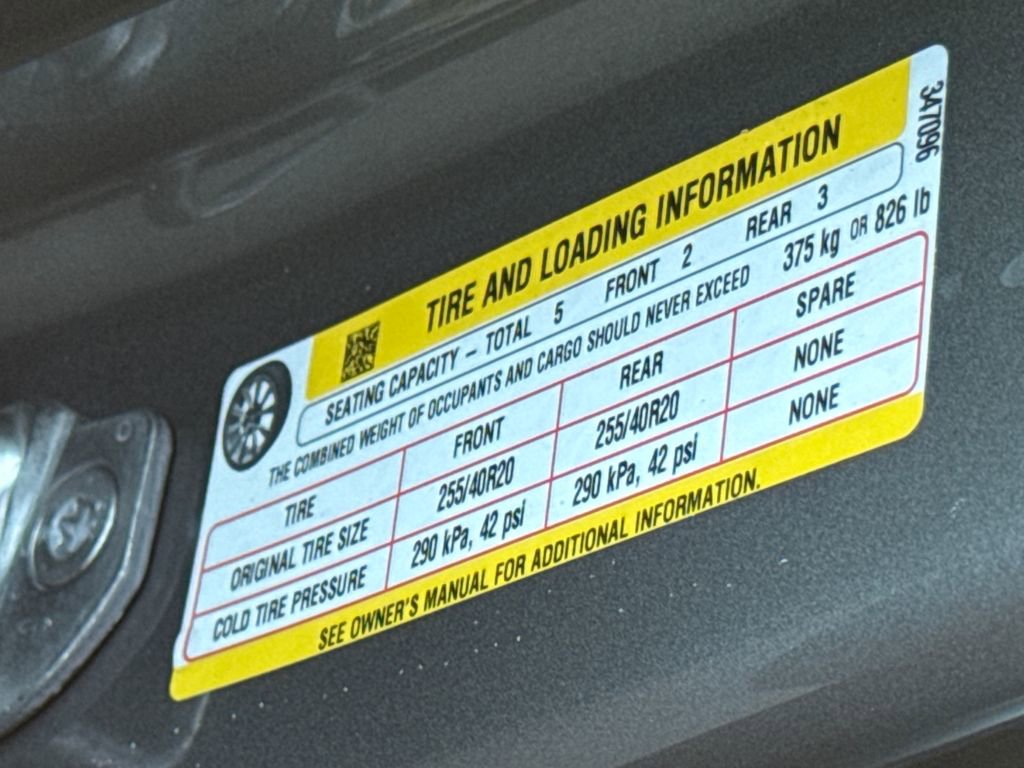 347096
TIRE AND LOADING INFORMATION
SEATING CAPACITY – TOTAL 5 FRONT 2 REAR 3
THE COMBINED WEIGHT OF OCCUPANTS AND CARGO SHOULD NEVER EXCEED 375 kg OR 826 lb
TIRE FRONT REAR SPARE
ORIGINAL TIRE SIZE 255/40R20 255/40R20 NONE
COLD TIRE PRESSURE 290 kPa, 42 psi 290 kPa, 42 psi NONE
SEE OWNER'S MANUAL FOR ADDITIONAL INFORMATION.